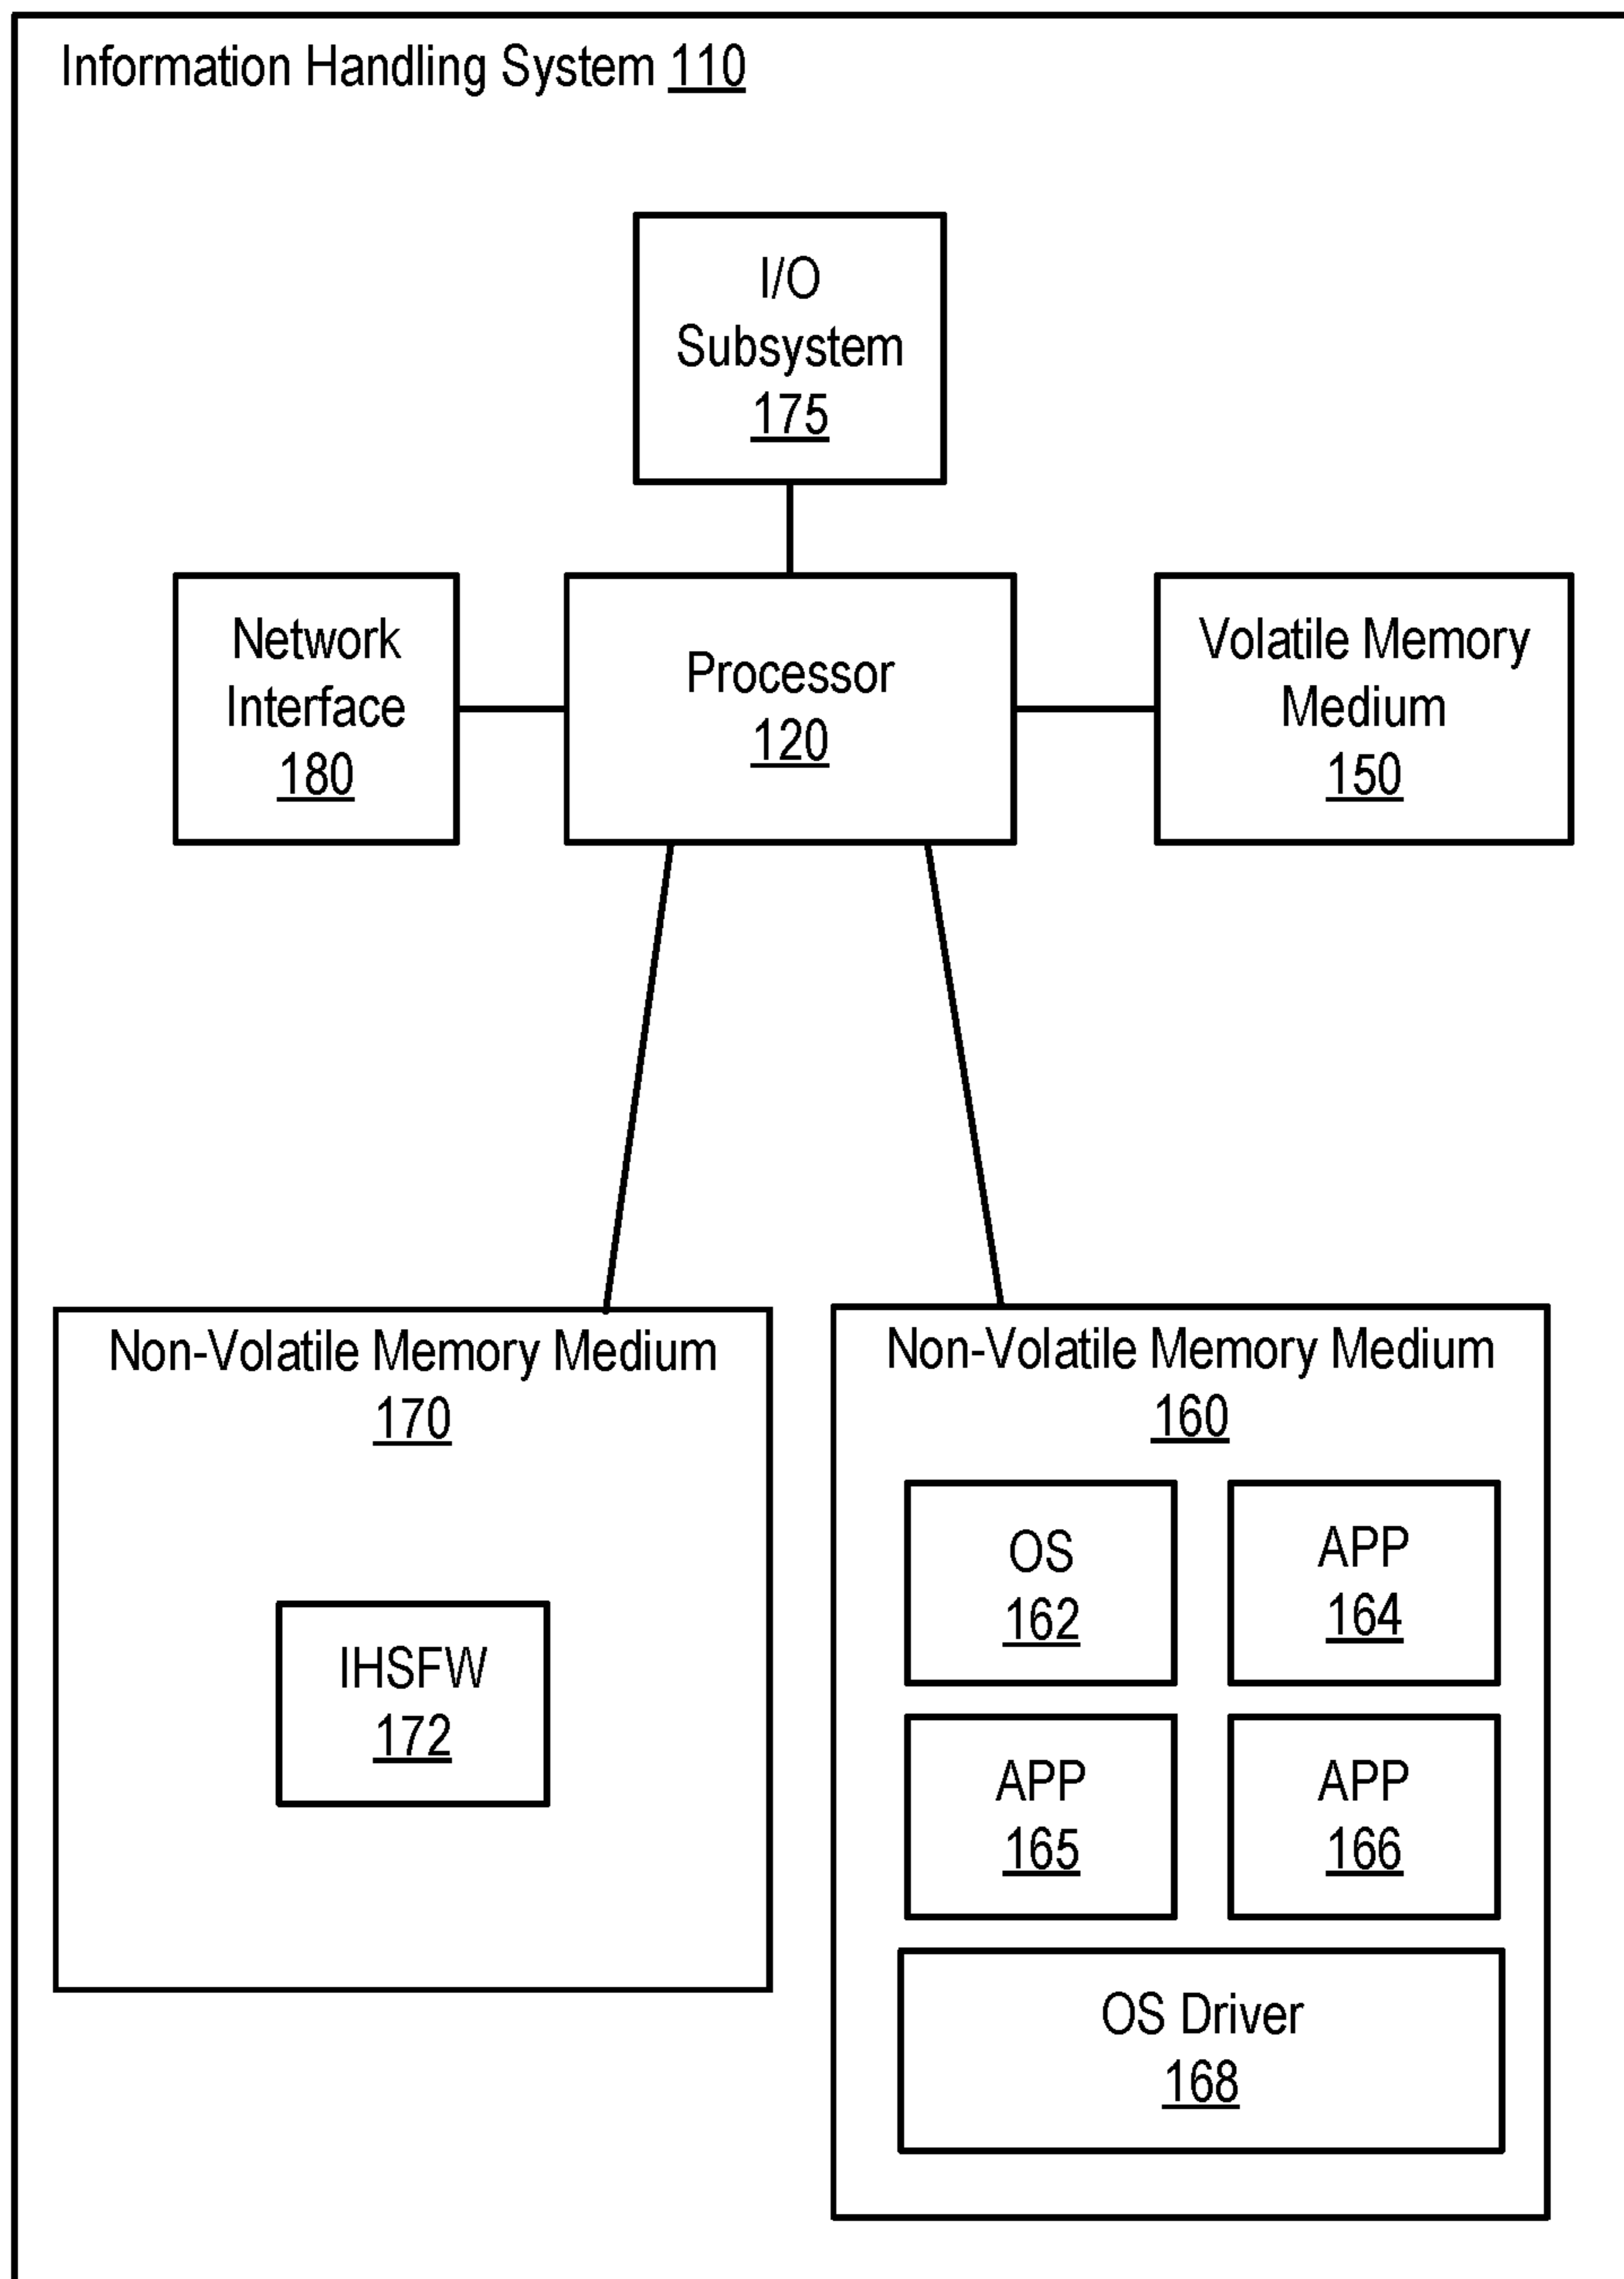 Information Handling System 110
I/O
Subsystem
175
Network
Interface
180
Processor
120
Volatile Memory
Medium
150
Non-Volatile Memory Medium
170
IHSFW
172
Non-Volatile Memory Medium
160
OS
162
APP
164
APP
165
APP
166
OS Driver
168